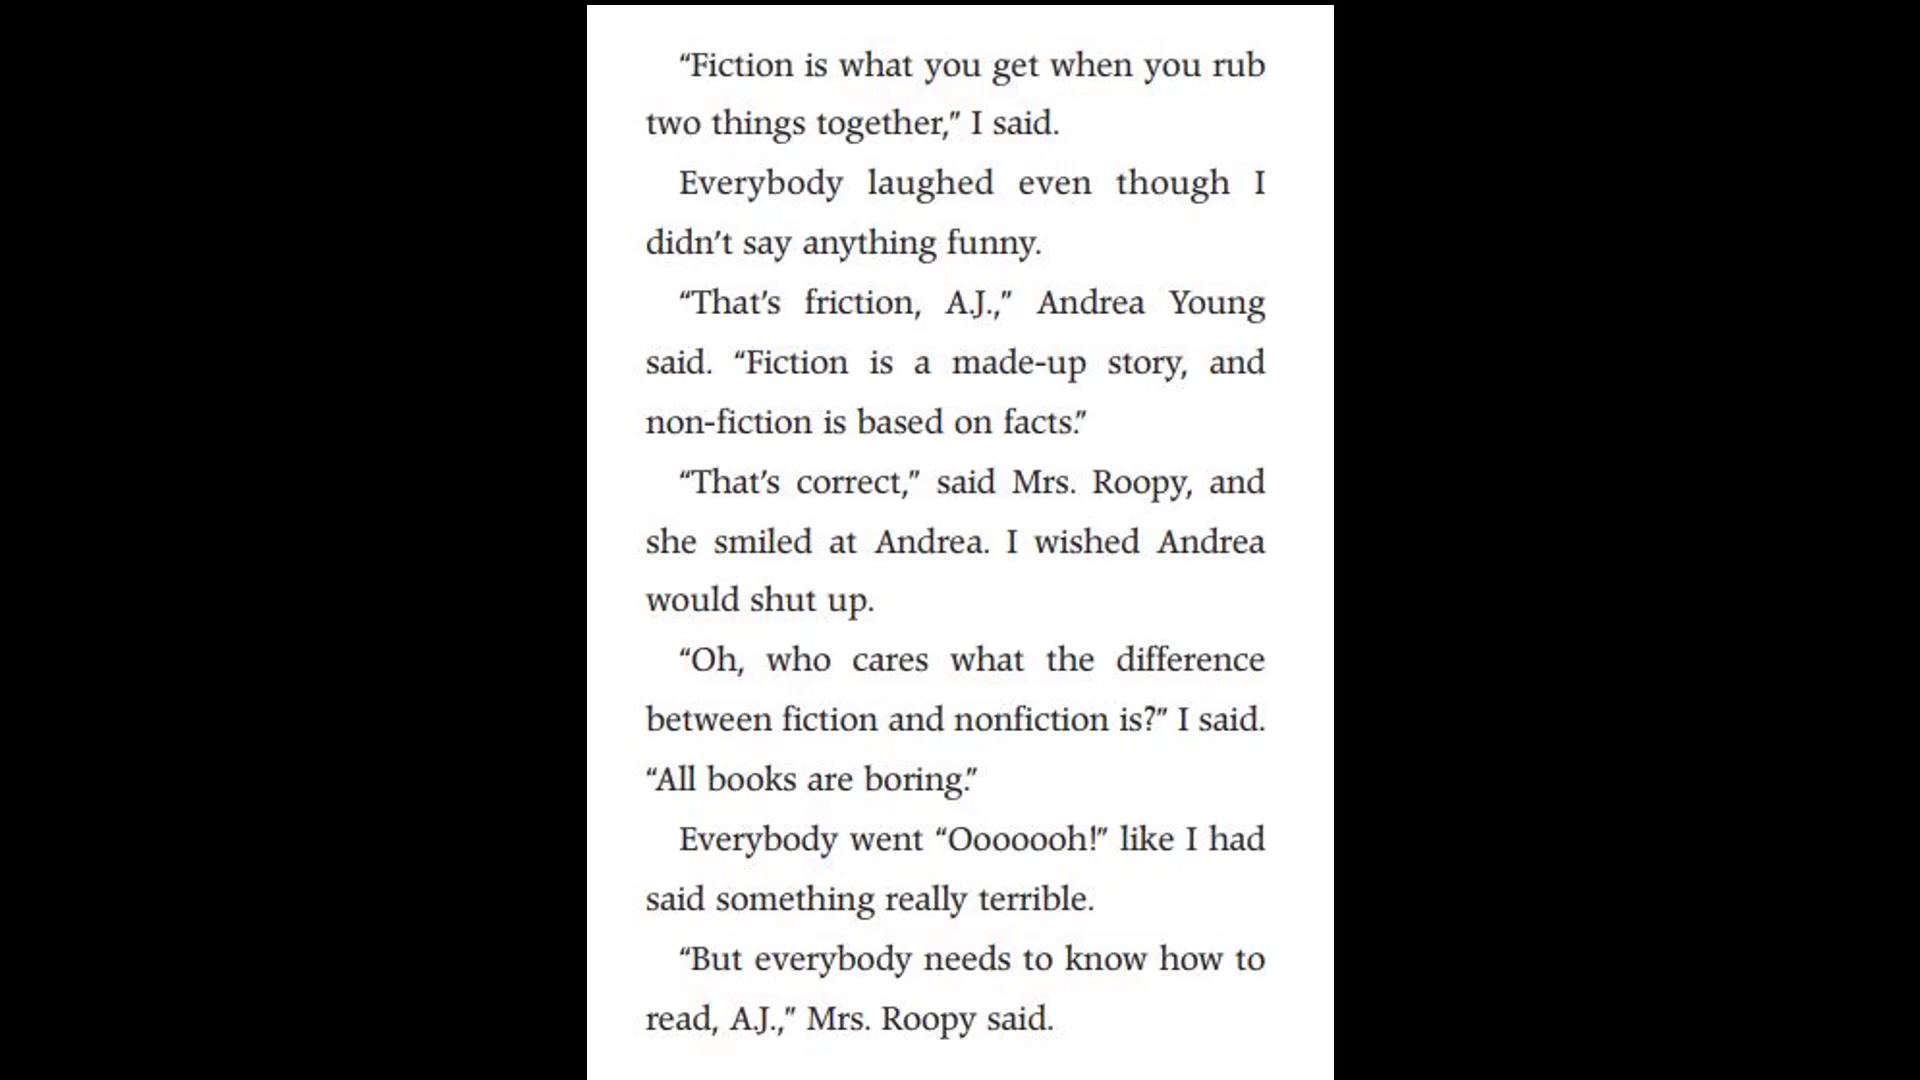 “Fiction is what you get when you rub
two things together,” I said.
Everybody laughed even though I
didn’t say anything funny.
“That’s friction, A.J.,” Andrea Young
said. “Fiction is a made-up story, and
non-fiction is based on facts.”
“That’s correct,” said Mrs. Roopy, and
she smiled at Andrea. I wished Andrea
would shut up.
“Oh, who cares what the difference
between fiction and nonfiction is?” I said.
“All books are boring.”
Everybody went “Ooooooh!” like I had
said something really terrible.
“But everybody needs to know how to
read, A.J.,” Mrs. Roopy said.